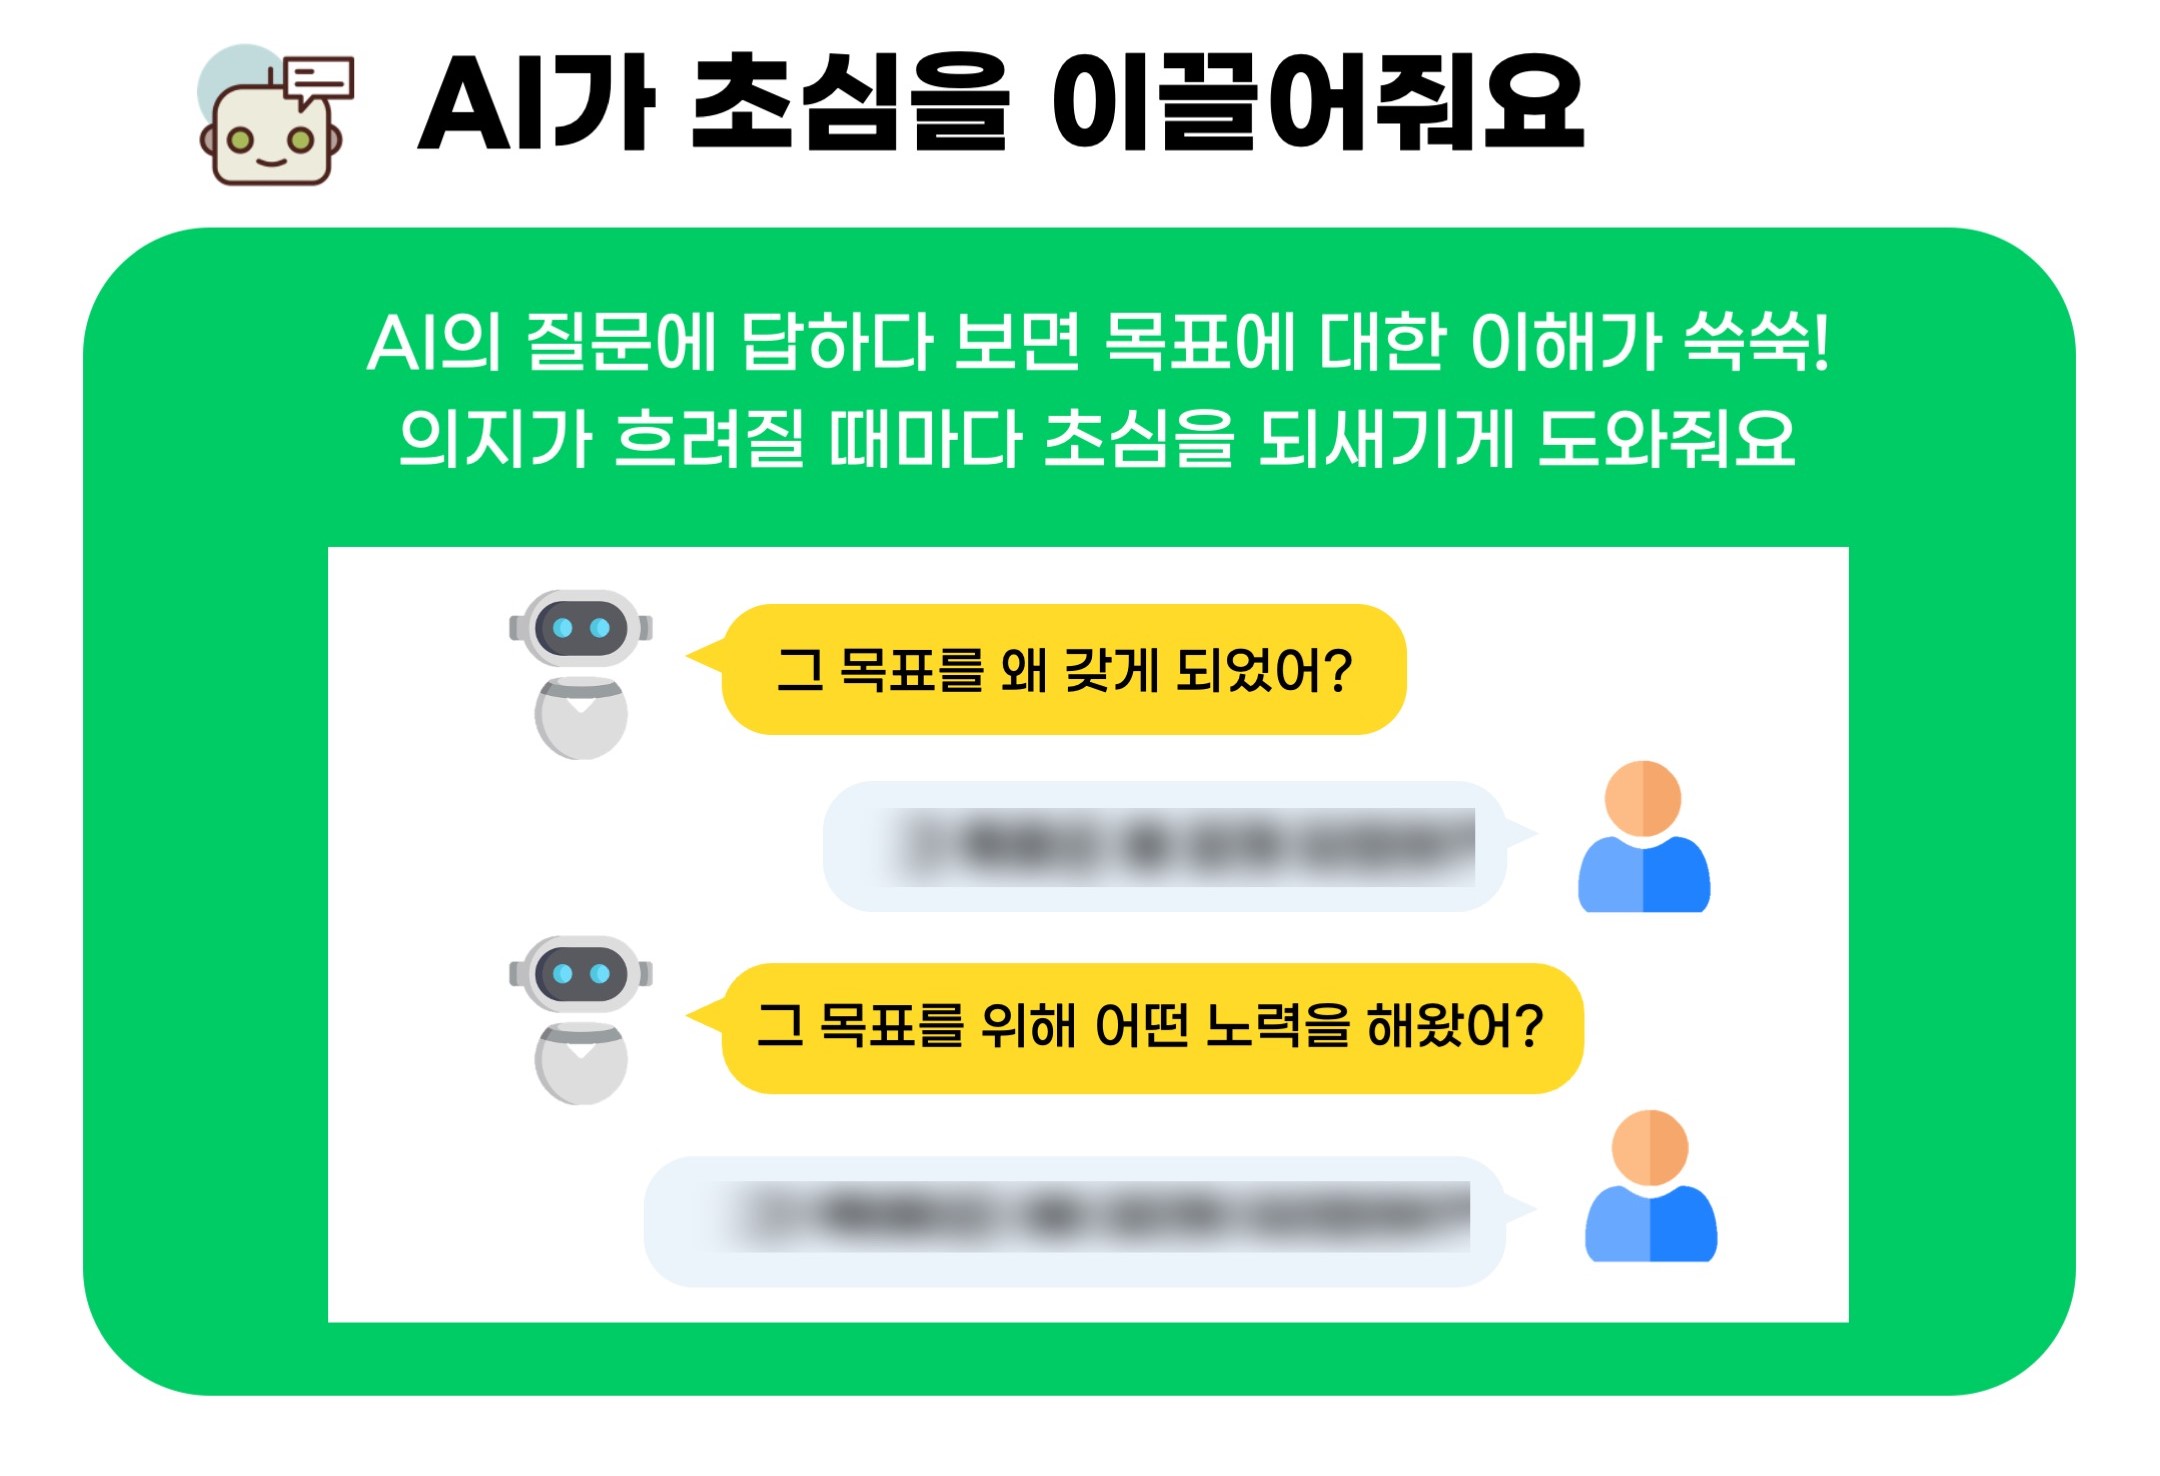 AI가 초심을 이끌어줘요
AI의 질문에 답하다 보면 목표에 대한 이해가 쑥쑥!
의지가 흐려질 때마다 초심을 되새기게 도와줘요
그 목표를 왜 갖게 되었어?
그 목표를 위해 어떤 노력을 해왔어?